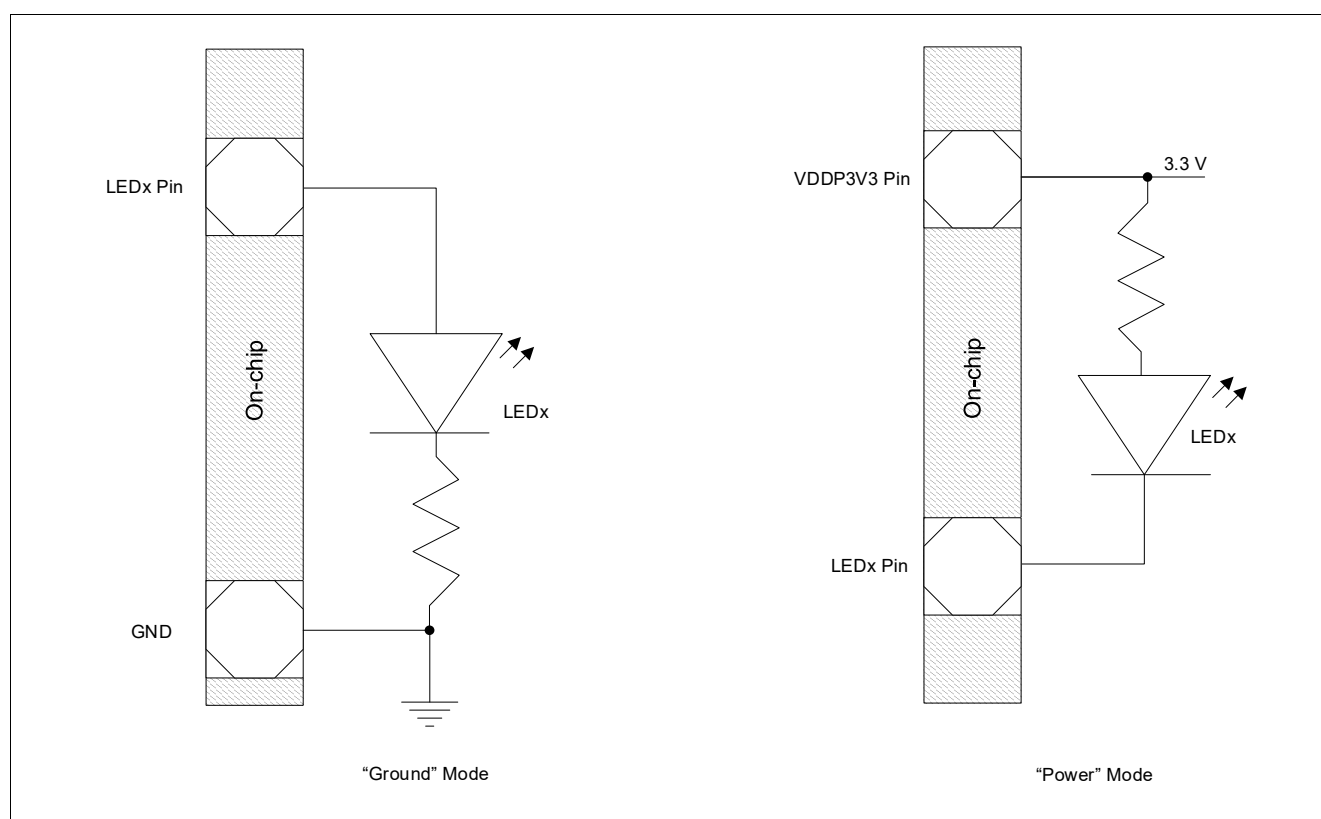 LEDx Pin
On-chip
LEDx
GND
“Ground” Mode
VDDP3V3 Pin
3.3 V
On-chip
LEDx
LEDx Pin
“Power” Mode